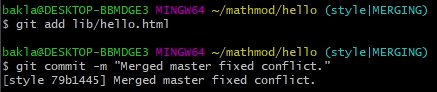 bakla@DESKTOP-BBMDGE3 MINGW64 ~/mathmod/hello (style|MERGING)
$ git add lib/hello.html
bakla@DESKTOP-BBMDGE3 MINGW64 ~/mathmod/hello (style|MERGING)
$ git commit -m "Merged master fixed conflict."
[style 79b1445] Merged master fixed conflict.